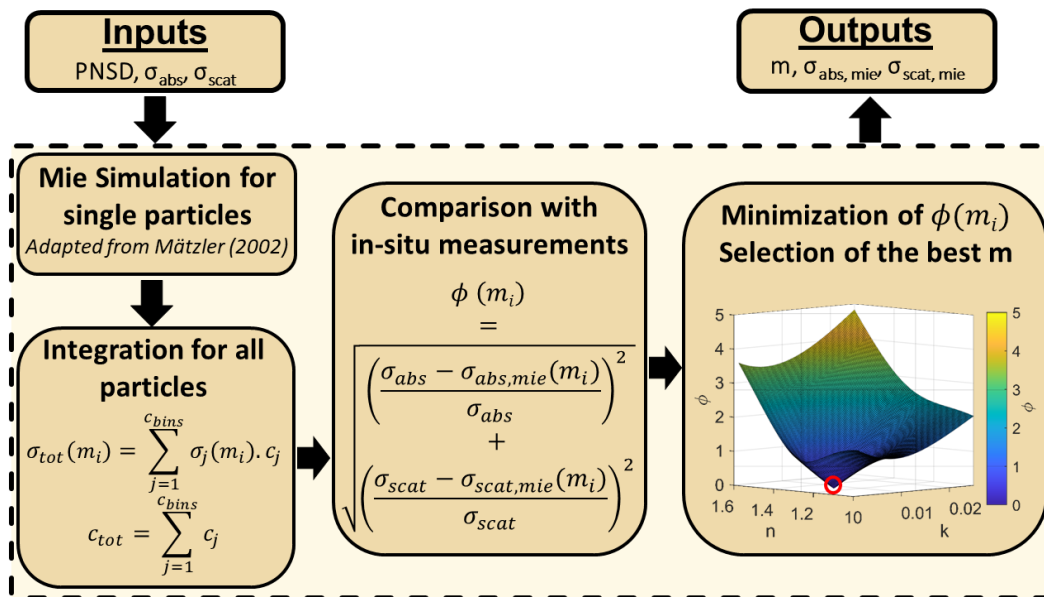 Inputs
PNSD, σabs, σscat
Outputs
m, σabs, mie, σscat, mie
Mie Simulation for
single particles
Adapted from Mätzler (2002)
Integration for all
particles
σtot(mi) = ∑ cbins j=1 σj(mi). cj
ctot = ∑ cbins j=1 cj
Comparison with
in-situ measurements
ϕ (mi)
=
√ ( (σabs − σabs,mie(mi)) / σabs )2
+
( (σscat − σscat,mie(mi)) / σscat )2
Minimization of ϕ(mi)
Selection of the best m
5
4
3
2
1
0
ϕ
1.6
1.4
1.2
10
n
0.01
0.02
k
5
4
3
2
1
0
ϕ